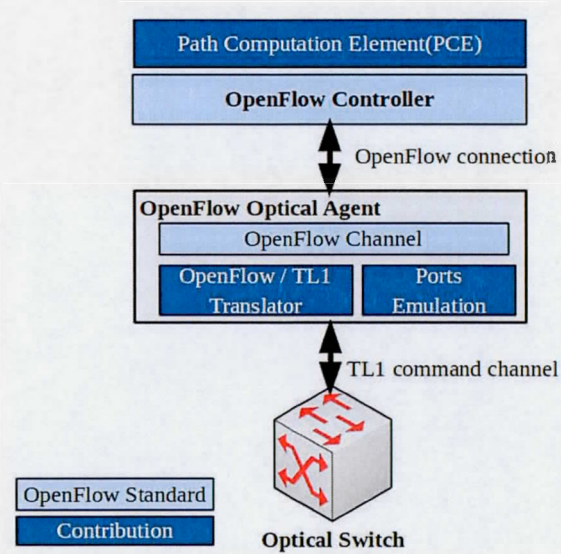 Path Computation Element(PCE)
OpenFlow Controller
OpenFlow connection
OpenFlow Optical Agent
OpenFlow Channel
OpenFlow / TL1
Translator
Ports
Emulation
TL1 command channel
OpenFlow Standard
Contribution
Optical Switch